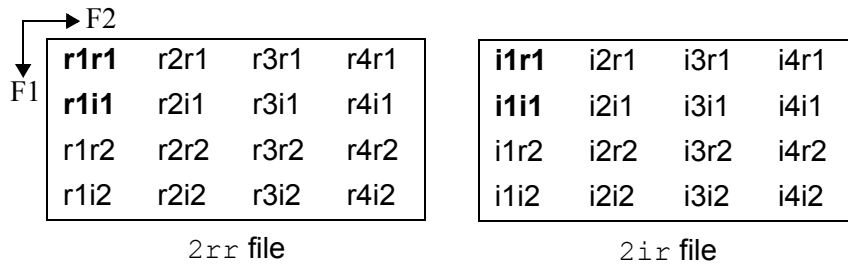 F2
F1
r1r1 r2r1 r3r1 r4r1
r1i1 r2i1 r3i1 r4i1
r1r2 r2r2 r3r2 r4r2
r1i2 r2i2 r3i2 r4i2
2rr file
i1r1 i2r1 i3r1 i4r1
i1i1 i2i1 i3i1 i4i1
i1r2 i2r2 i3r2 i4r2
i1i2 i2i2 i3i2 i4i2
2ir file